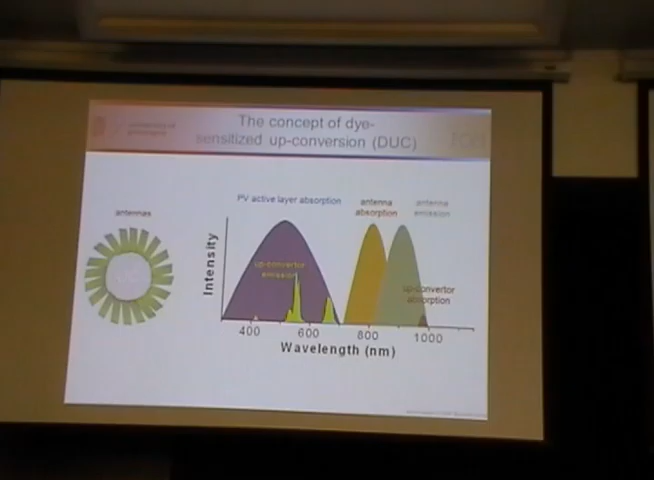 The concept of dye-
sensitized up-conversion (DUC)
antennas
PV active layer absorption
antenna
absorption
antenna
emission
up-convertor
emission
up-convertor
absorption
Intensity
400
600
800
1000
Wavelength (nm)